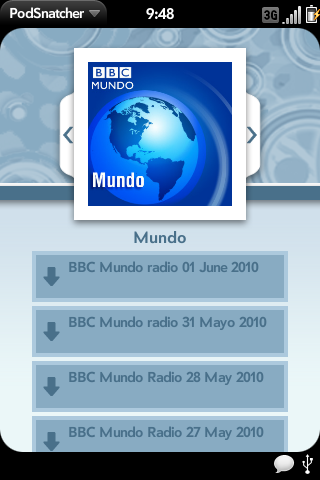 PodSnatcher
9:48
3G
BBC
MUNDO
Mundo
Mundo
BBC Mundo radio 01 June 2010
BBC Mundo radio 31 Mayo 2010
BBC Mundo Radio 28 May 2010
BBC Mundo Radio 27 May 2010